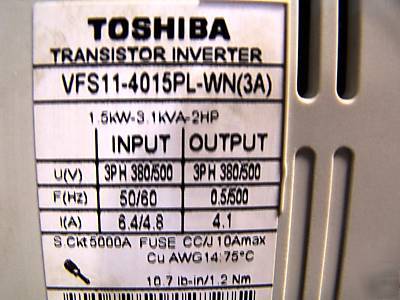 TOSHIBA
TRANSISTOR INVERTER
VFS11-4015PL-WN(3A)
1.5kW-3.1kVA-2HP
INPUT OUTPUT
U(V) 3PH 380/500 3PH 380/500
F(Hz) 50/60 0.5/500
I(A) 6.4/4.8 4.1
S.Ckt 5000A FUSE CC/J 10Amax
Cu AWG14:75°C
10.7 lb-in/1.2 Nm